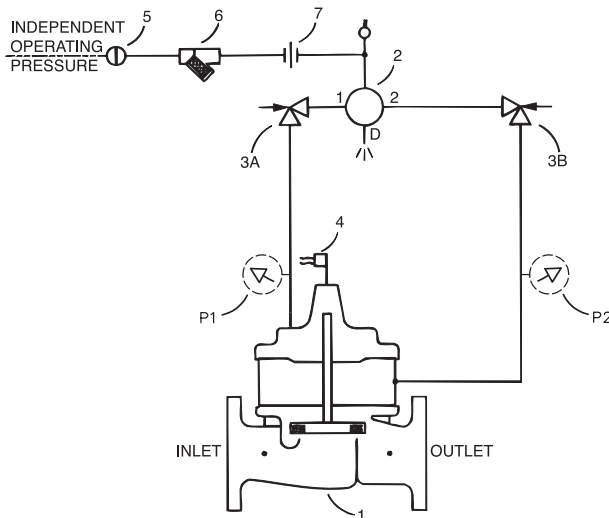 INDEPENDENT
OPERATING
PRESSURE
5
6
7
2
1
2
D
3A
3B
4
P1
P2
INLET
OUTLET
1